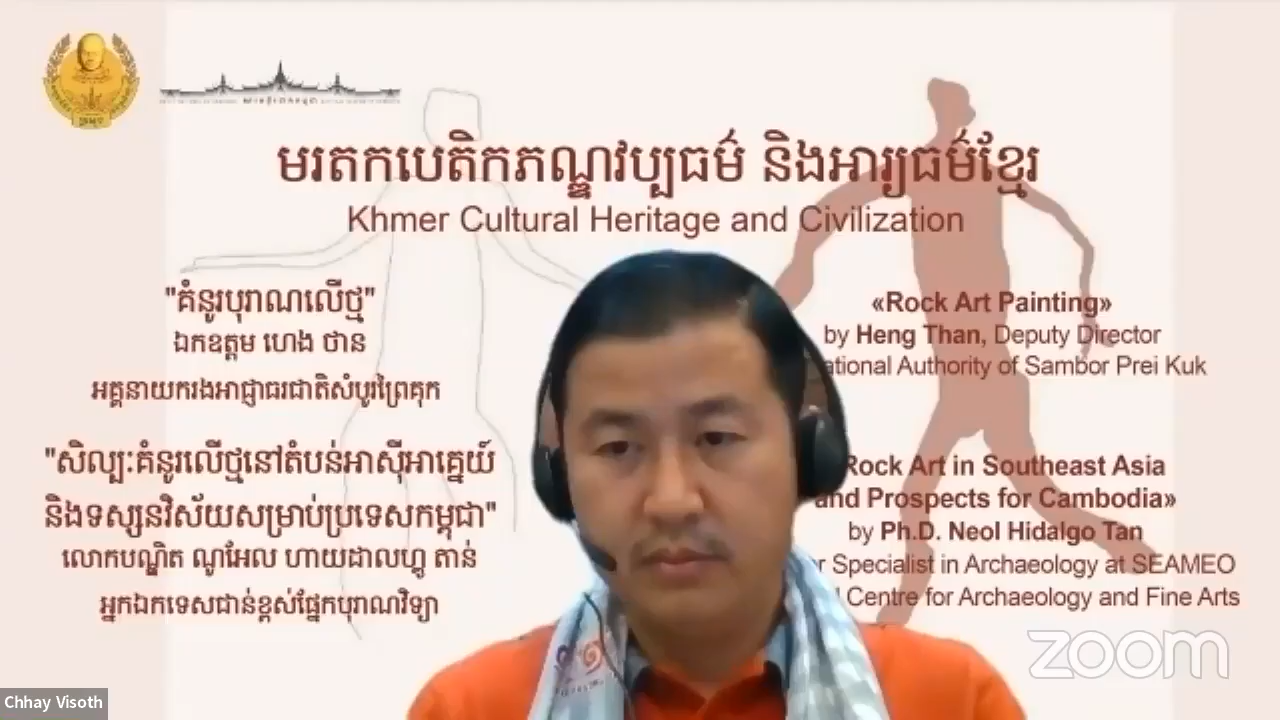 មរតកបេតិកភណ្ឌវប្បធម៌ និងអារ្យធម៌ខ្មែរ
Khmer Cultural Heritage and Civilization
"គំនូរបុរាណលើថ្ម"
ឯកឧត្តម ហេង ថាន
អគ្គនាយករងអាជ្ញាធរជាតិសំបូរព្រៃគុក
"សិល្បៈគំនូរលើថ្មនៅតំបន់អាស៊ីអាគ្នេយ៍
និងទស្សនវិស័យសម្រាប់ប្រទេសកម្ពុជា"
លោកបណ្ឌិត ណូអែល ហាយដាលហ្គូ តាន់
អ្នកឯកទេសជាន់ខ្ពស់ផ្នែកបុរាណវិទ្យា
«Rock Art Painting»
by Heng Than, Deputy Director
ational Authority of Sambor Prei Kuk
Rock Art in Southeast Asia
and Prospects for Cambodia»
by Ph.D. Neol Hidalgo Tan
r Specialist in Archaeology at SEAMEO
Centre for Archaeology and Fine Arts
zoom
Chhay Visoth